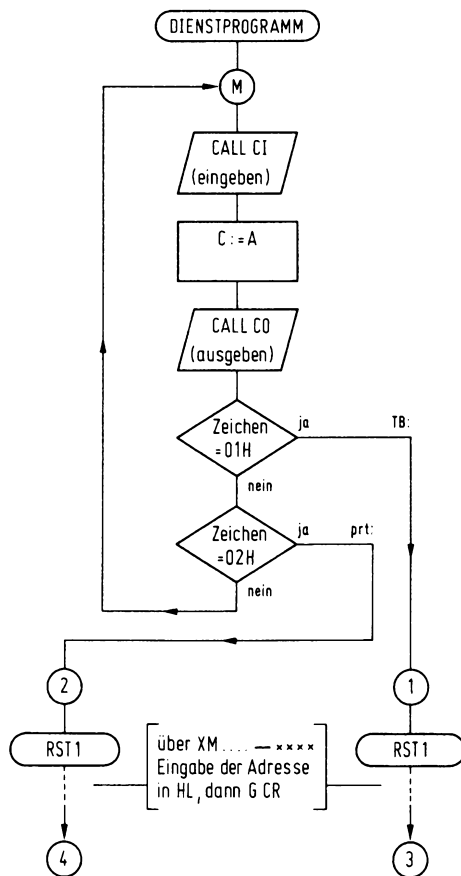 DIENSTPROGRAMM
M
CALL CI
(eingeben)
C:=A
CALL CO
(ausgeben)
Zeichen
=01H
ja
TB:
nein
Zeichen
=02H
ja
prt:
nein
2
1
RST1
RST1
über XM .... — ××××
Eingabe der Adresse
in HL, dann G CR
4
3